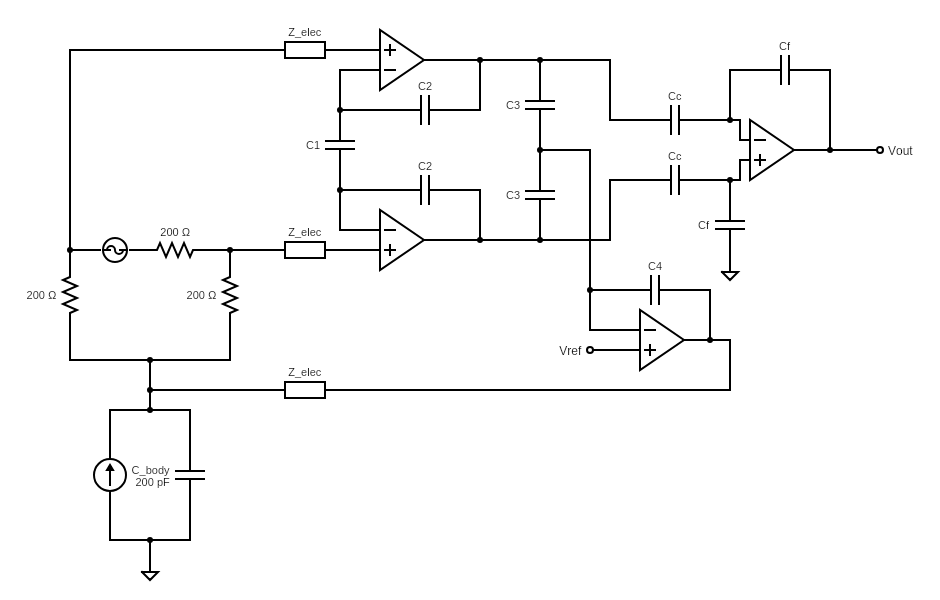 Z_elec
Cf
C2
C3
Cc
C1
Vout
C2
Cc
C3
Cf
200 Ω
Z_elec
200 Ω
200 Ω
C4
Vref
Z_elec
C_body
200 pF